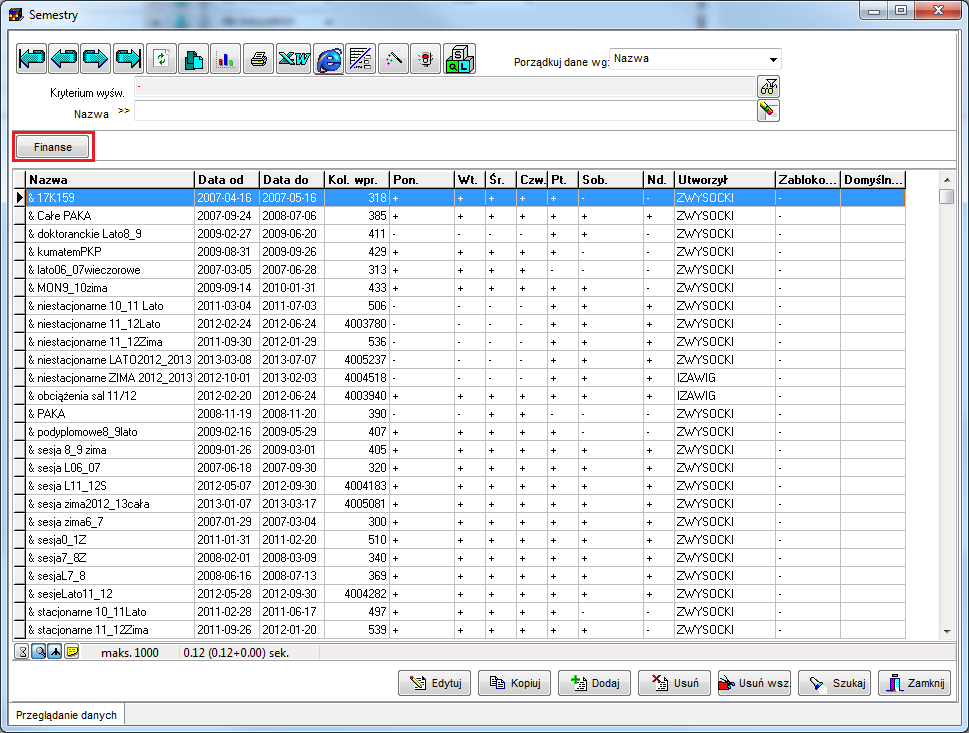 Semestry
Porządkuj dane wg: Nazwa
Kryterium wyśw.
Nazwa >>
Finanse
Nazwa Data od Data do Kol. wpr. Pon. Wt. Śr. Czw. Pt. Sob. Nd. Utworzył Zabloko... Domyśln...
& 17K159 2007-04-16 2007-05-16 318 + + + + + - - ZWYSOCKI -
& Całe PAKA 2007-09-24 2008-07-06 385 + + + + + + + ZWYSOCKI -
& doktoranckie Lato8_9 2009-02-27 2009-06-20 411 - - - - + + - ZWYSOCKI -
& kumatemPKP 2009-08-31 2009-09-26 429 + + + + + - - ZWYSOCKI -
& lato06_07wieczorowe 2007-03-05 2007-06-28 313 + + + + - - - ZWYSOCKI -
& MON9_10zima 2009-09-14 2010-01-31 433 + + + + + + - ZWYSOCKI -
& niestacjonarne 10_11 Lato 2011-03-04 2011-07-03 506 - - - - + + + ZWYSOCKI -
& niestacjonarne 11_12Lato 2012-02-24 2012-06-24 4003780 - - - - + + + ZWYSOCKI -
& niestacjonarne 11_12Zima 2011-09-30 2012-01-29 536 - - - - + + + ZWYSOCKI -
& niestacjonarne LATO2012_2013 2013-03-08 2013-07-07 4005237 - - - - + + + ZWYSOCKI -
& niestacjonarne ZIMA 2012_2013 2012-10-01 2013-02-03 4004518 - - - - + + + IZAWIG -
& obciążenia sal 11/12 2012-02-20 2012-06-24 4003940 + + + + + + + IZAWIG -
& PAKA 2008-11-19 2008-11-20 390 - - + + - - - ZWYSOCKI -
& podyplomowe8_9lato 2009-02-16 2009-05-29 407 + + + + + + - ZWYSOCKI -
& sesja 8_9 zima 2009-01-26 2009-03-01 405 + + + + + + + ZWYSOCKI -
& sesja L06_07 2007-06-18 2007-09-30 320 + + + + + + + ZWYSOCKI -
& sesja L11_12S 2012-05-07 2012-09-30 4004183 + + + + + + + ZWYSOCKI -
& sesja zima2012_13cała 2013-01-07 2013-03-17 4005081 + + + + + + + ZWYSOCKI -
& sesja zima6_7 2007-01-29 2007-03-04 300 + + + + + + + ZWYSOCKI -
& sesja0_1Z 2011-01-31 2011-02-20 510 + + + + + + + ZWYSOCKI -
& sesja7_8Z 2008-02-01 2008-03-09 340 + + + + + + + ZWYSOCKI -
& sesjaL7_8 2008-06-16 2008-07-13 369 + + + + + + + ZWYSOCKI -
& sesjeLato11_12 2012-05-28 2012-09-30 4004282 + + + + + + + ZWYSOCKI -
& stacjonarne 10_11Lato 2011-02-28 2011-06-17 497 + + + + + - - ZWYSOCKI -
& stacjonarne 11_12Zima 2011-09-26 2012-01-20 539 + + + + + + - ZWYSOCKI -
maks. 1000 0.12 (0.12+0.00) sek.
Edytuj Kopiuj Dodaj Usuń Usuń wsz Szukaj Zamknij
Przeglądanie danych